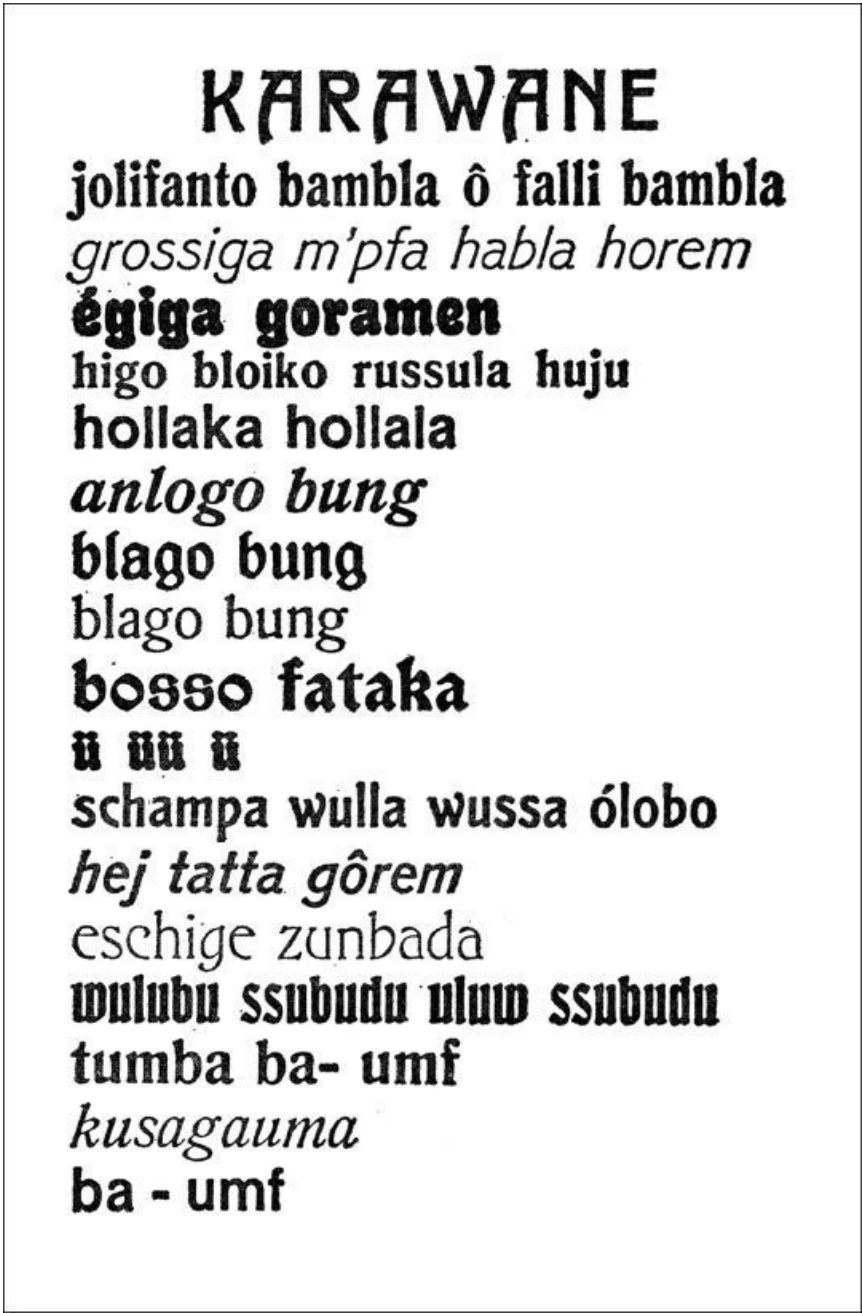 KARAWANE
jolifanto bambla ô falli bambla
grossiga m'pfa habla horem
égiga goramen
higo bloiko russula huju
hollaka hollala
anlogo bung
blago bung
blago bung
bosso fataka
ü üü ü
schampa wulla wussa ólobo
hej tatta gôrem
eschige zunbada
wulubu ssubudu uluw ssubudu
tumba ba- umf
kusagauma
ba - umf